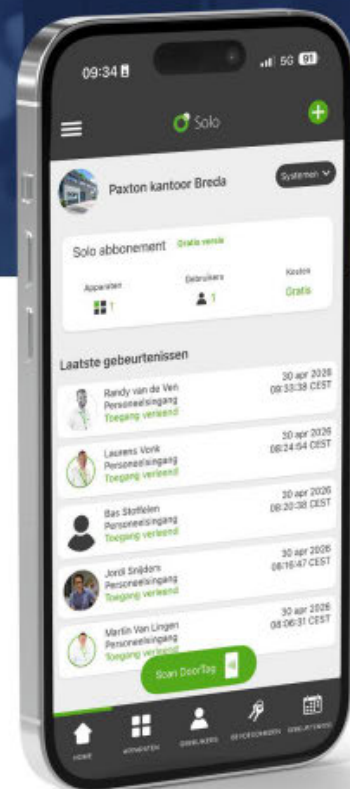 09:34
5G 91
Solo
Paxton kantoor Breda
Systemen
Solo abbonement Gratis versie
Apparaten Gebruikers Kosten
1 1 Gratis
Laatste gebeurtenissen
Randy van de Ven 30 apr 2026
Personeelsingang 09:33:38 CEST
Toegang verleend
Laurens Vonk 30 apr 2026
Personeelsingang 08:24:54 CEST
Toegang verleend
Bas Stoffelen 30 apr 2026
Personeelsingang 08:20:38 CEST
Toegang verleend
Jordi Snijders 30 apr 2026
Personeelsingang 08:16:47 CEST
Toegang verleend
Martin Van Lingen 30 apr 2026
Personeelsingang 08:06:31 CEST
Toegang verleend
Scan DoorTag
HOME APPARATEN GEBRUIKERS